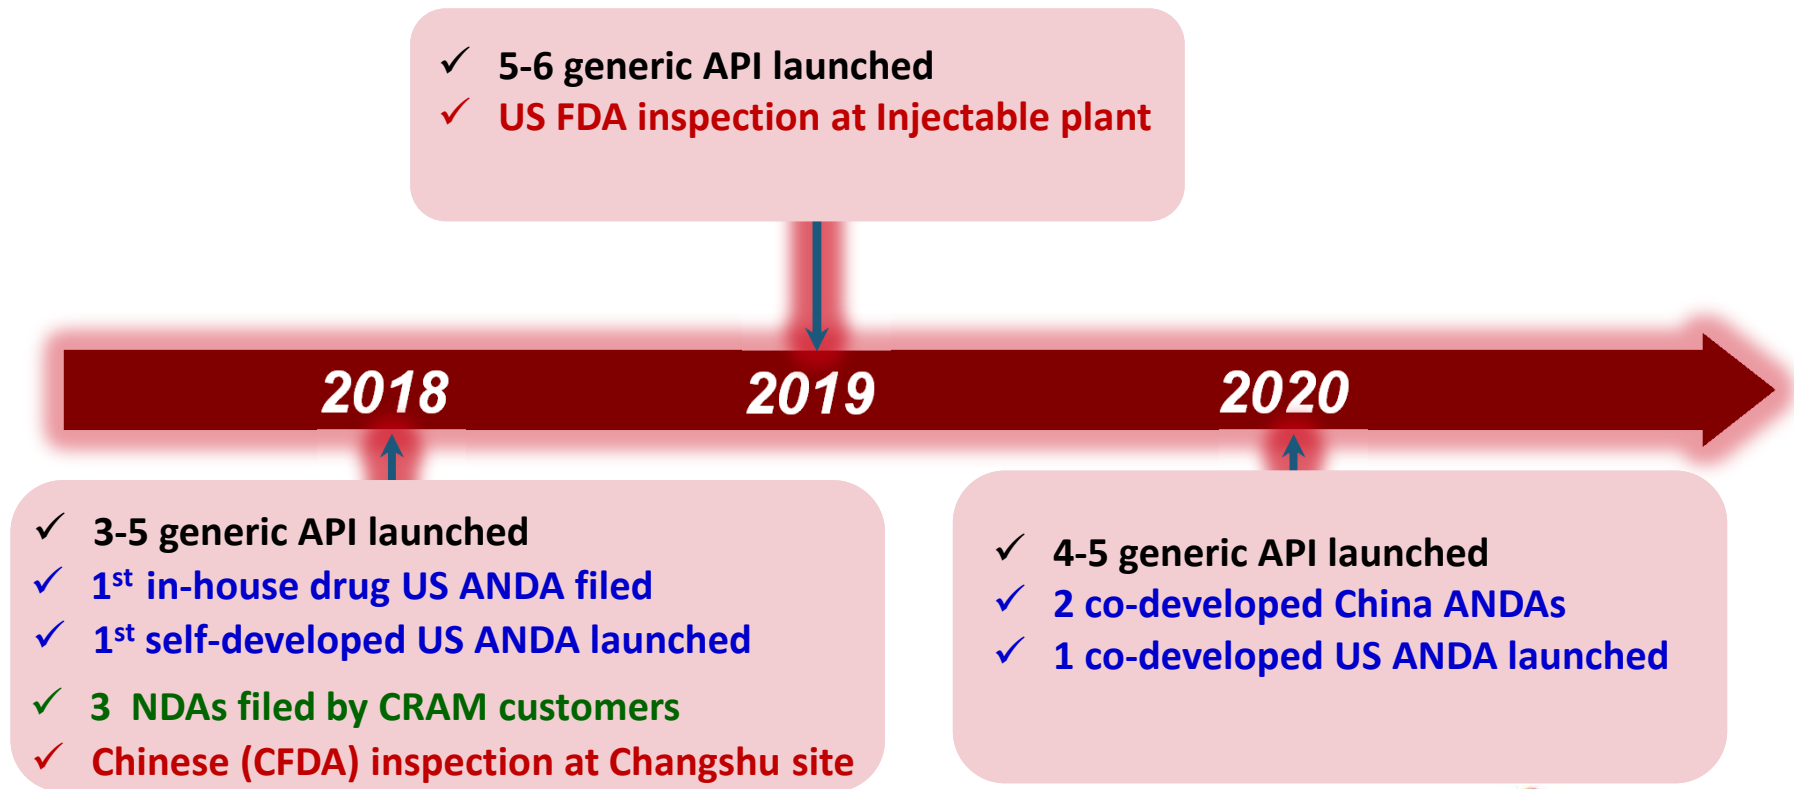 ✓ 5-6 generic API launched
✓ US FDA inspection at Injectable plant
2018
2019
2020
✓ 3-5 generic API launched
✓ 1st in-house drug US ANDA filed
✓ 1st self-developed US ANDA launched
✓ 3 NDAs filed by CRAM customers
✓ Chinese (CFDA) inspection at Changshu site
✓ 4-5 generic API launched
✓ 2 co-developed China ANDAs
✓ 1 co-developed US ANDA launched